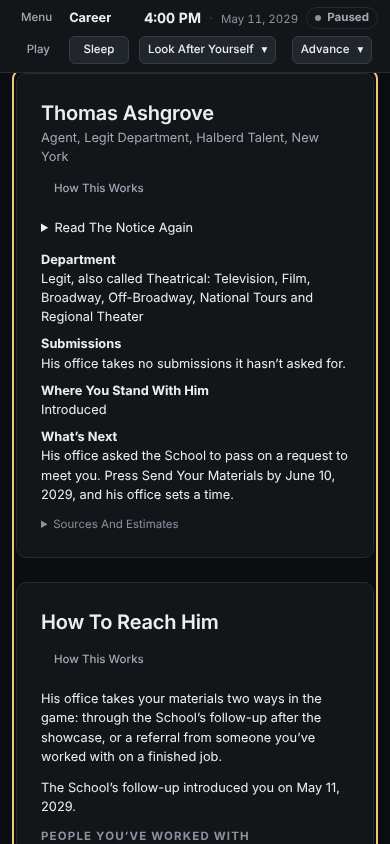 Menu Career 4:00 PM · May 11, 2029 Paused
Play Sleep Look After Yourself Advance
Thomas Ashgrove
Agent, Legit Department, Halberd Talent, New
York
How This Works
Read The Notice Again
Department
Legit, also called Theatrical: Television, Film,
Broadway, Off-Broadway, National Tours and
Regional Theater
Submissions
His office takes no submissions it hasn’t asked for.
Where You Stand With Him
Introduced
What’s Next
His office asked the School to pass on a request to
meet you. Press Send Your Materials by June 10,
2029, and his office sets a time.
Sources And Estimates
How To Reach Him
How This Works
His office takes your materials two ways in the
game: through the School’s follow-up after the
showcase, or a referral from someone you’ve
worked with on a finished job.
The School’s follow-up introduced you on May 11,
2029.
PEOPLE YOU’VE WORKED WITH